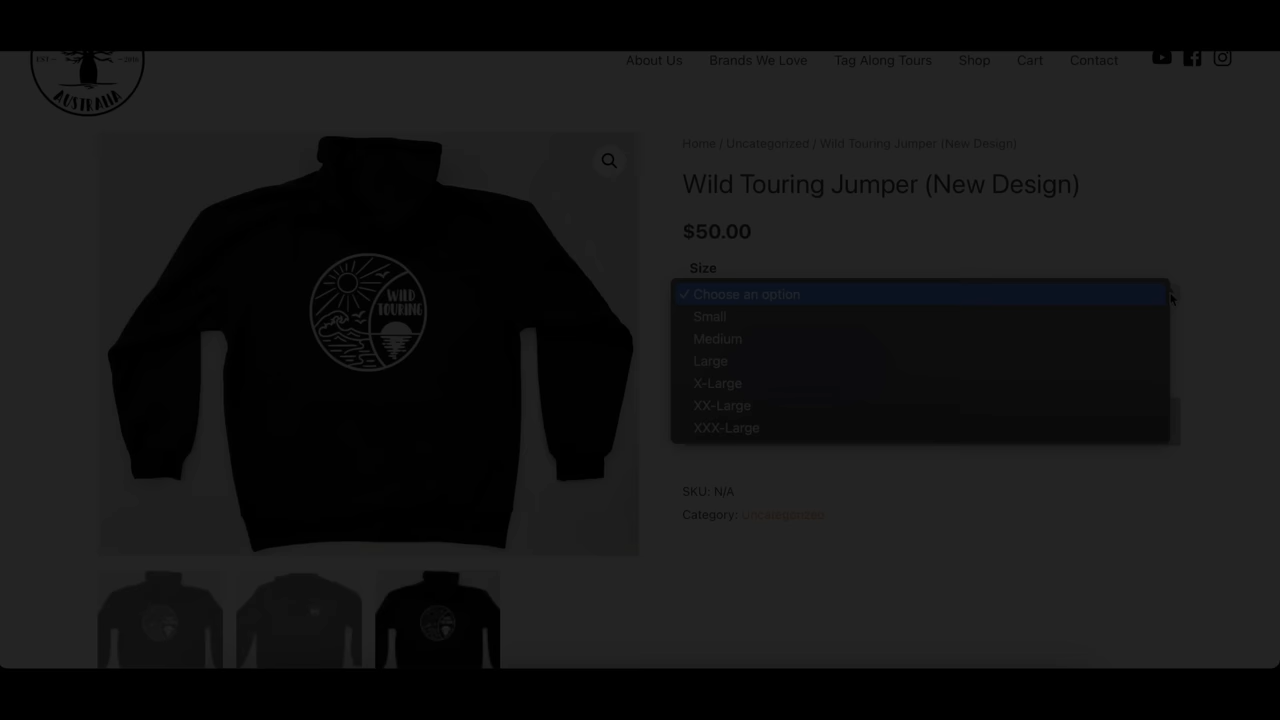 EST. 2016
AUSTRALIA
About Us
Brands We Love
Tag Along Tours
Shop
Cart
Contact
Home / Uncategorized / Wild Touring Jumper (New Design)
Wild Touring Jumper (New Design)
$50.00
Size
✓ Choose an option
Small
Medium
Large
X-Large
XX-Large
XXX-Large
WILD
TOURING
SKU: N/A
Category: Uncategorized